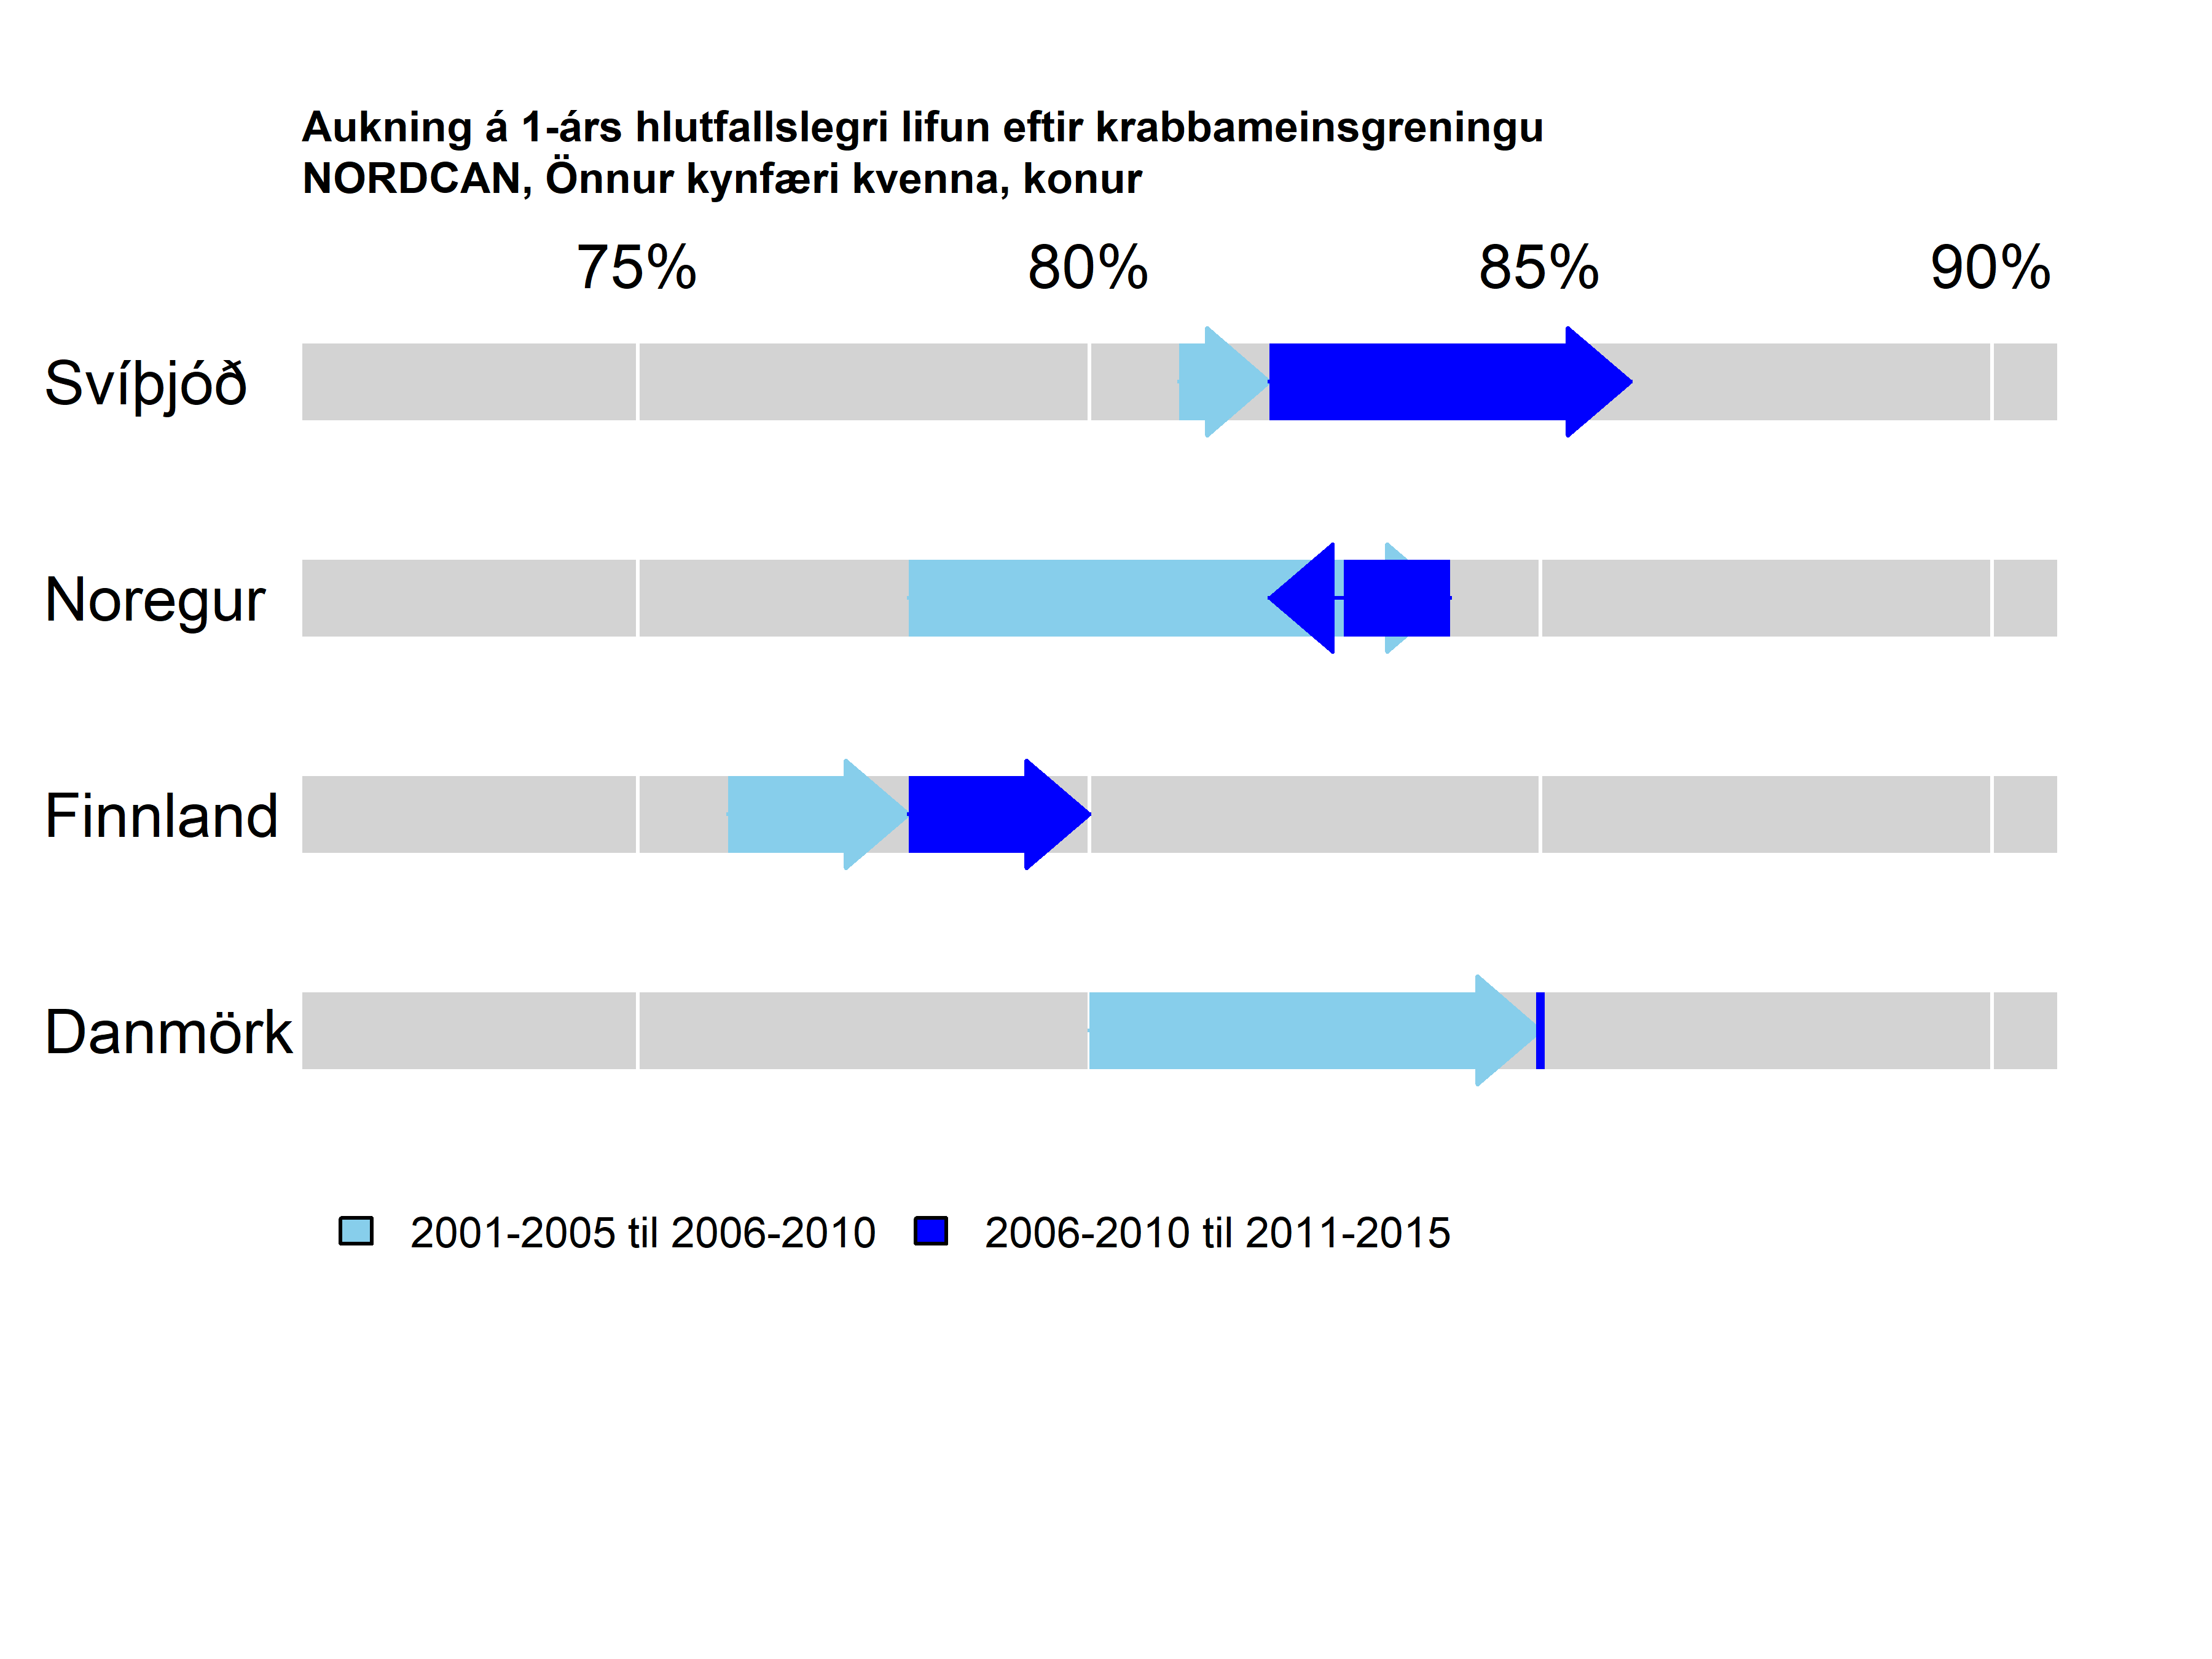 Aukning á 1-árs hlutfallslegri lifun eftir krabbameinsgreningu
NORDCAN, Önnur kynfæri kvenna, konur
75% 80% 85% 90%
Svíþjóð
Noregur
Finnland
Danmörk
2001-2005 til 2006-2010 2006-2010 til 2011-2015